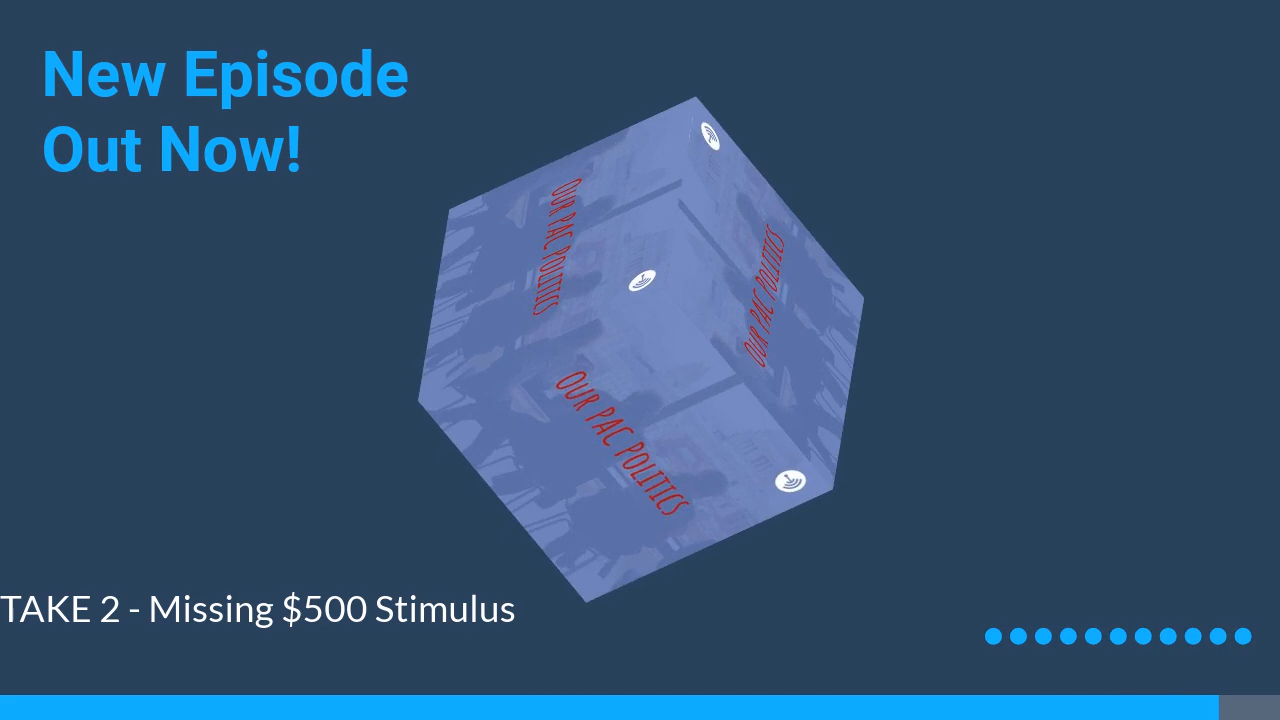 New Episode
Out Now!
OUR PAC POLITICS
OUR PAC POLITICS
OUR PAC POLITICS
TAKE 2 - Missing $500 Stimulus